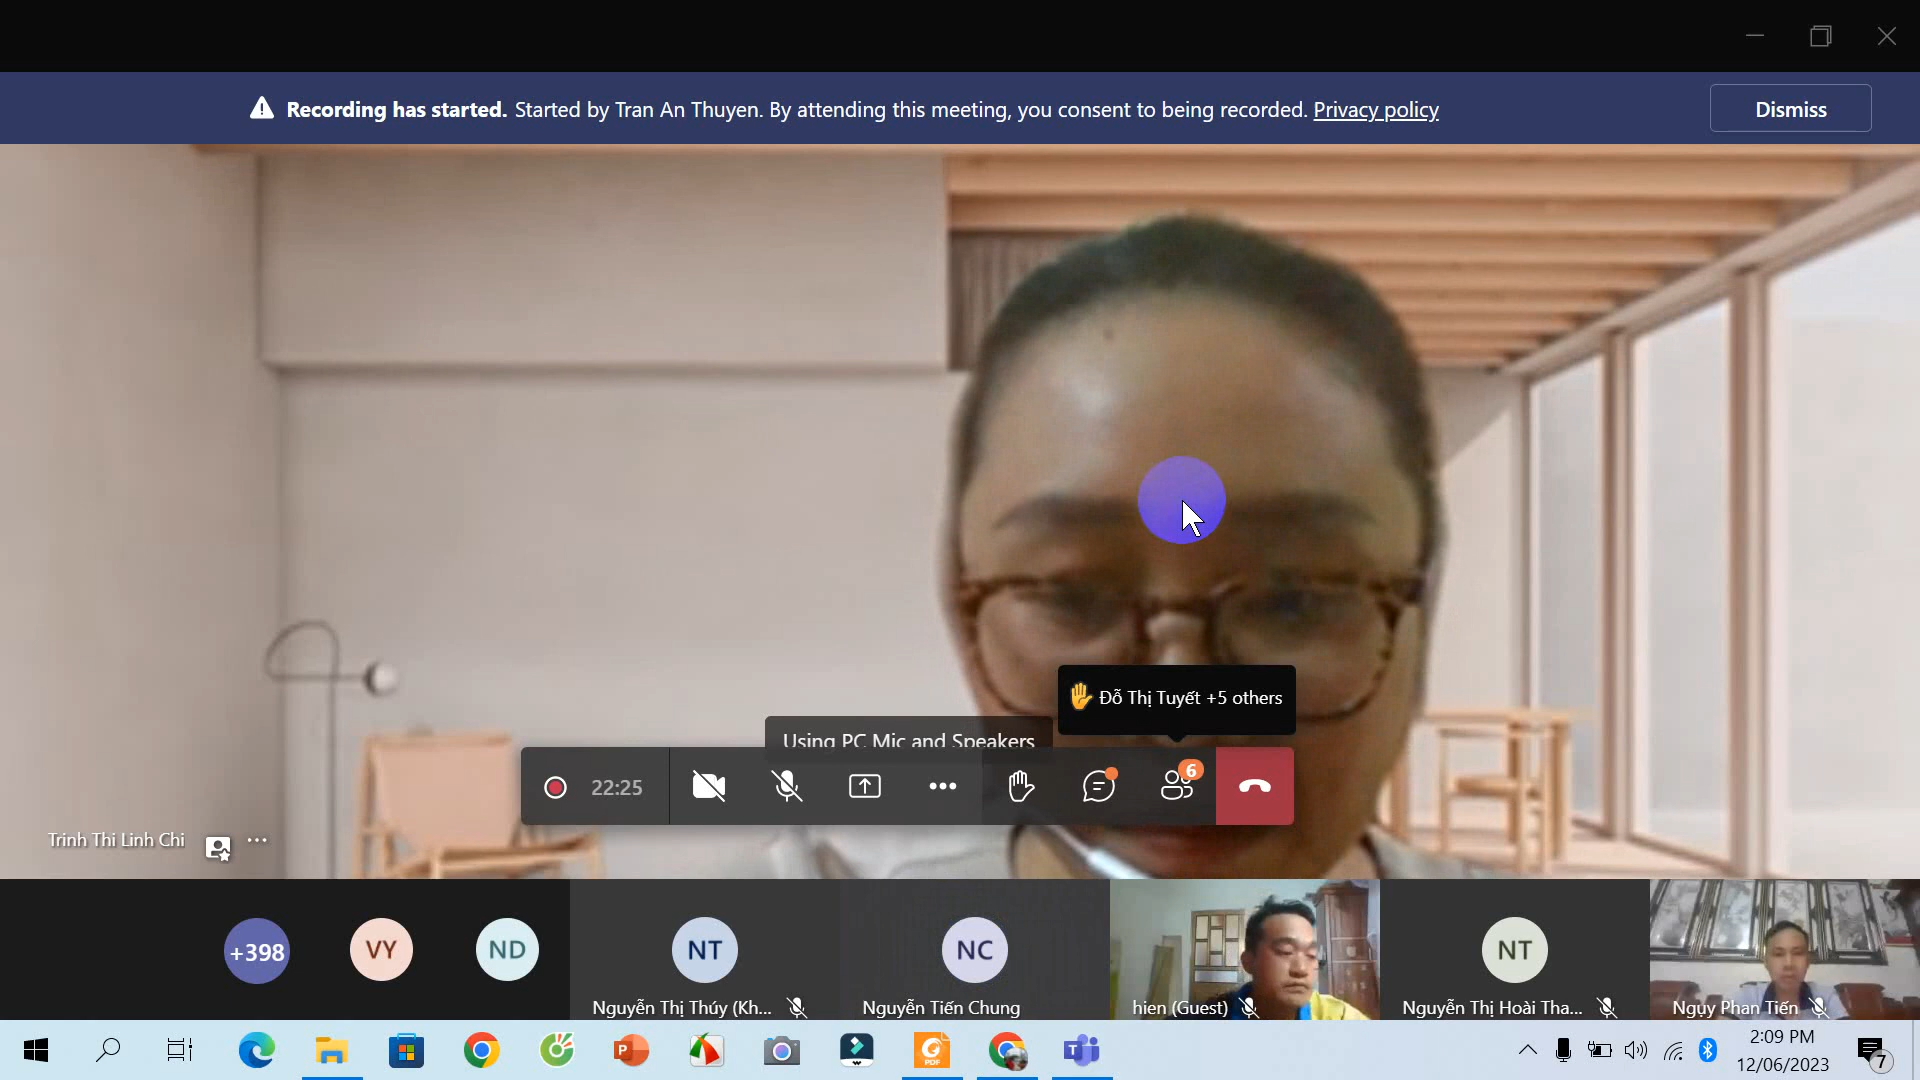 Recording has started. Started by Tran An Thuyen. By attending this meeting, you consent to being recorded. Privacy policy
Dismiss
Đỗ Thị Tuyết +5 others
Using PC Mic and Speakers
22:25
6
Trinh Thi Linh Chi
+398
VY
ND
NT
NC
NT
Nguyễn Thị Thúy (Kh...
Nguyễn Tiến Chung
hien (Guest)
Nguyễn Thị Hoài Tha...
Ngụy Phan Tiến
P
PDF
T
2:09 PM
12/06/2023
7